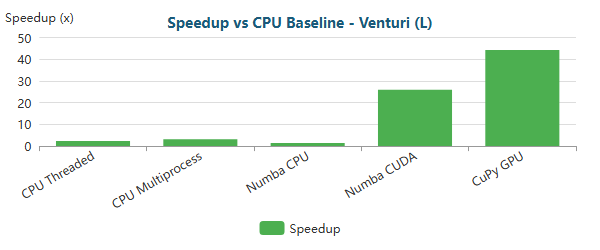 Speedup (x)
Speedup vs CPU Baseline - Venturi (L)
50
40
30
20
10
0
CPU Threaded
CPU Multiprocess
Numba CPU
Numba CUDA
CuPy GPU
Speedup